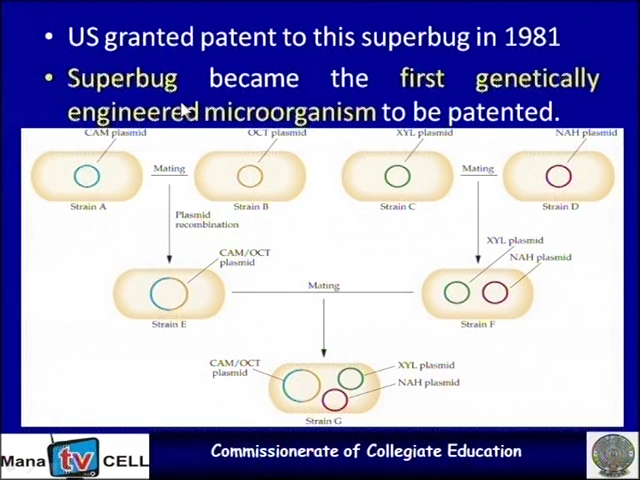 • US granted patent to this superbug in 1981
• Superbug became the first genetically
engineered microorganism to be patented.
CAM plasmid
OCT plasmid
XYL plasmid
NAH plasmid
Mating
Mating
Strain A
Strain B
Strain C
Strain D
Plasmid
recombination
CAM/OCT
plasmid
XYL plasmid
NAH plasmid
Mating
Strain E
Strain F
CAM/OCT
plasmid
XYL plasmid
NAH plasmid
Strain G
Mana tv CELL
Commissionerate of Collegiate Education